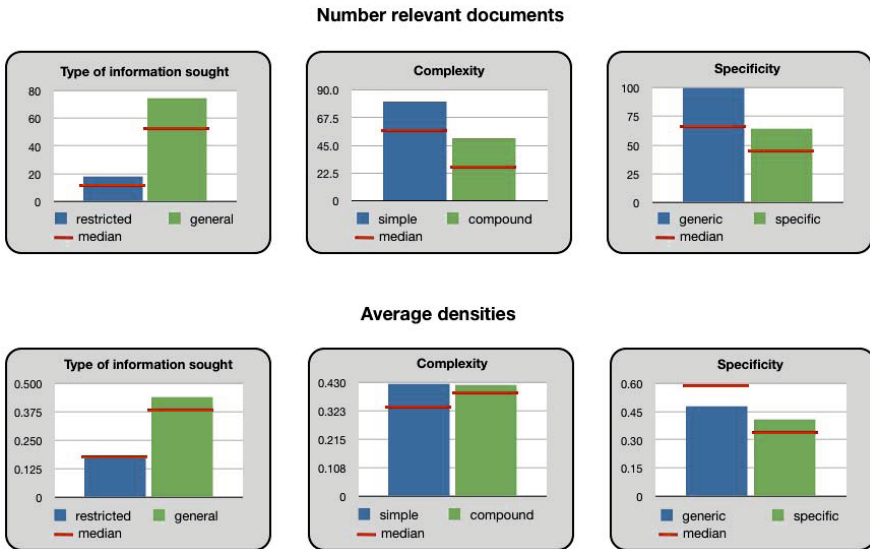 Number relevant documents
Type of information sought
80
60
40
20
0
restricted
general
median
Complexity
90.0
67.5
45.0
22.5
0
simple
compound
median
Specificity
100
75
50
25
0
generic
specific
median
Average densities
Type of information sought
0.500
0.375
0.250
0.125
0
restricted
general
median
Complexity
0.430
0.323
0.215
0.108
0
simple
compound
median
Specificity
0.60
0.45
0.30
0.15
0
generic
specific
median